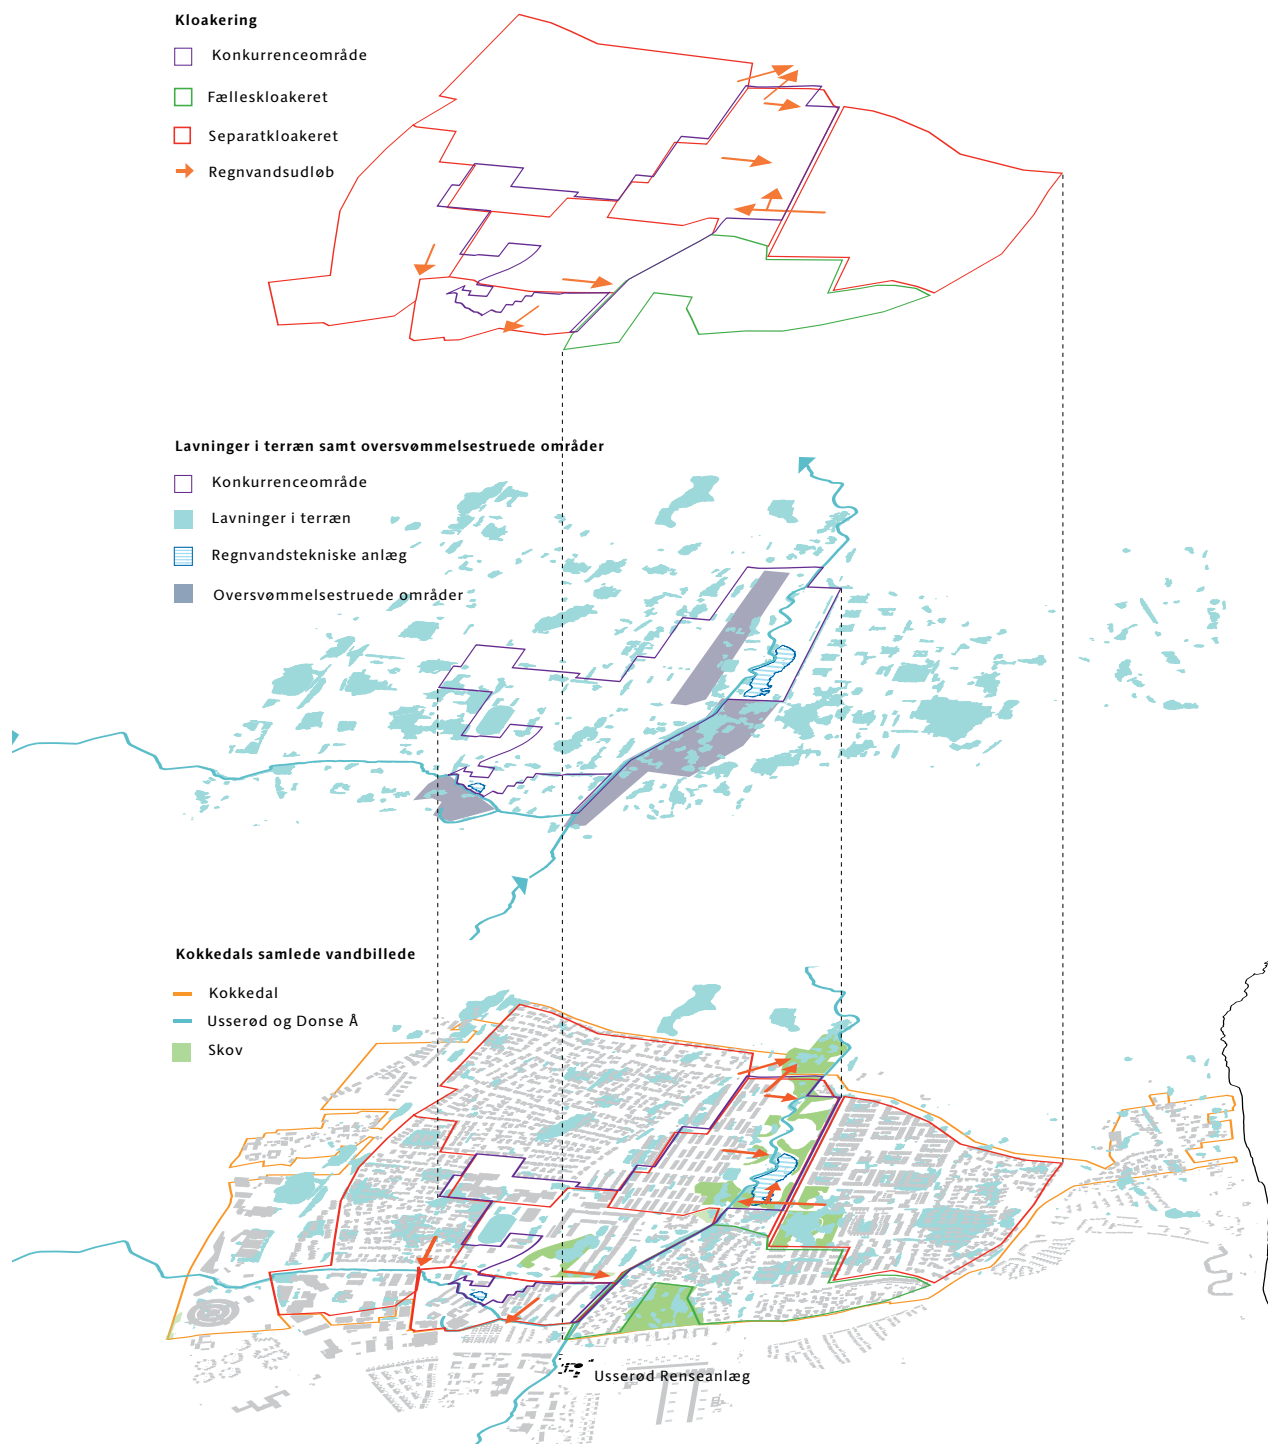 Kloakering
Konkurrenceområde
Fælleskloakeret
Separatkloakeret
Regnvandsudløb
Lavninger i terræn samt oversvømmelsestruede områder
Konkurrenceområde
Lavninger i terræn
Regnvandstekniske anlæg
Oversvømmelsestruede områder
Kokkedals samlede vandbillede
Kokkedal
Usserød og Donse Å
Skov
Usserød Renseanlæg